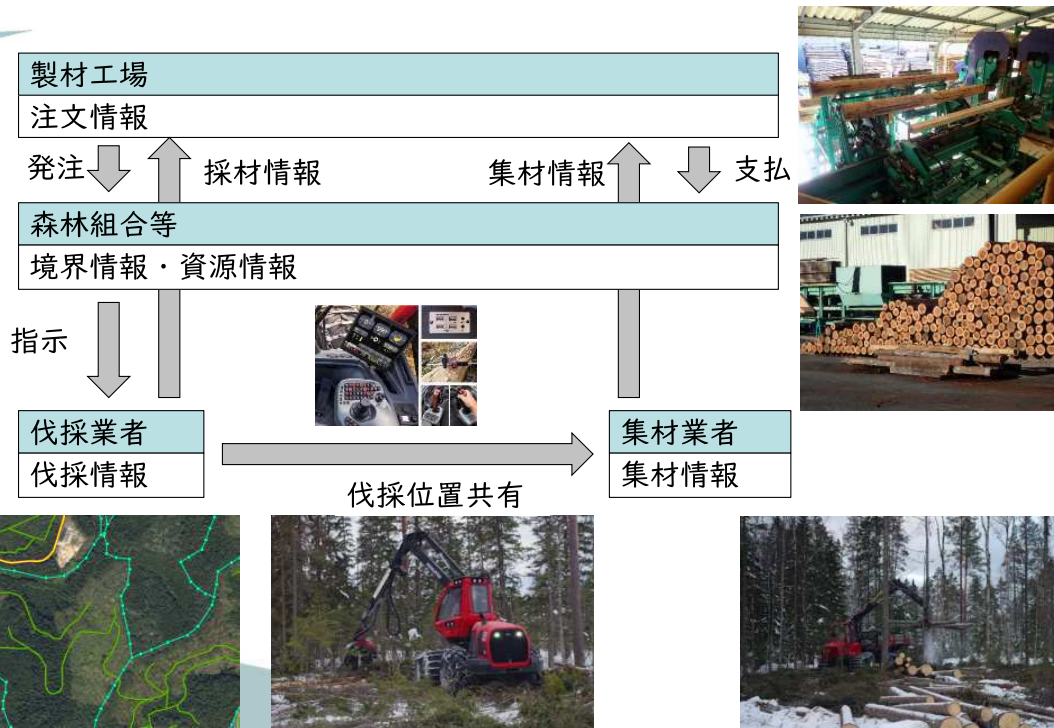 製材工場
注文情報
発注
採材情報
集材情報
支払
森林組合等
境界情報・資源情報
指示
伐採業者
伐採情報
集材業者
集材情報
伐採位置共有